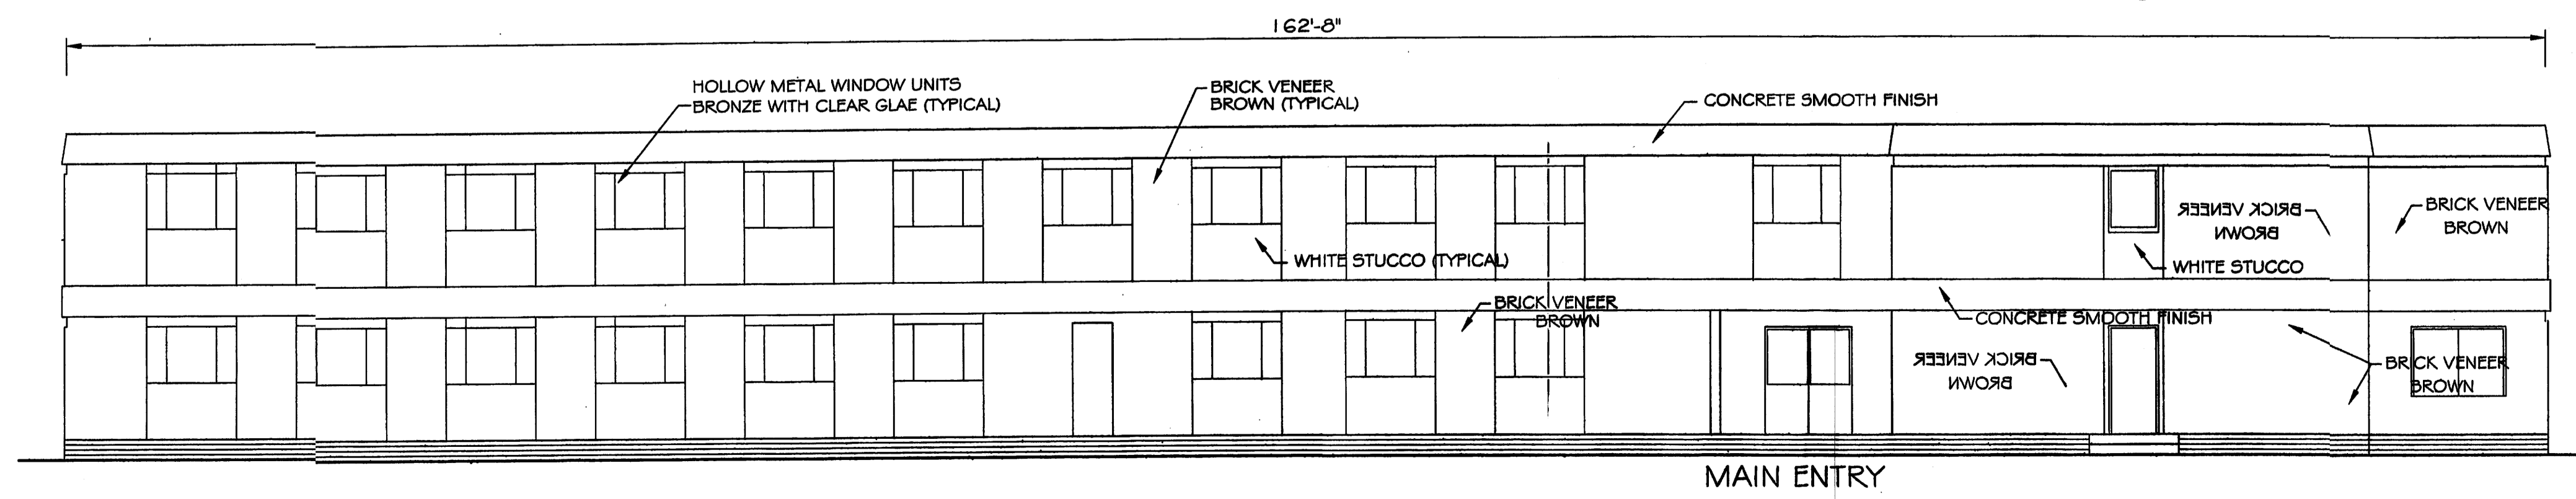 162'-8"
HOLLOW METAL WINDOW UNITS
BRONZE WITH CLEAR GLAE (TYPICAL)
BRICK VENEER
BROWN (TYPICAL)
CONCRETE SMOOTH FINISH
BRICK VENEER
BROWN
BRICK VENEER
BROWN
WHITE STUCCO (TYPICAL)
WHITE STUCCO
BRICK VENEER
BROWN
CONCRETE SMOOTH FINISH
BRICK VENEER
BROWN
BRICK VENEER
BROWN
MAIN ENTRY